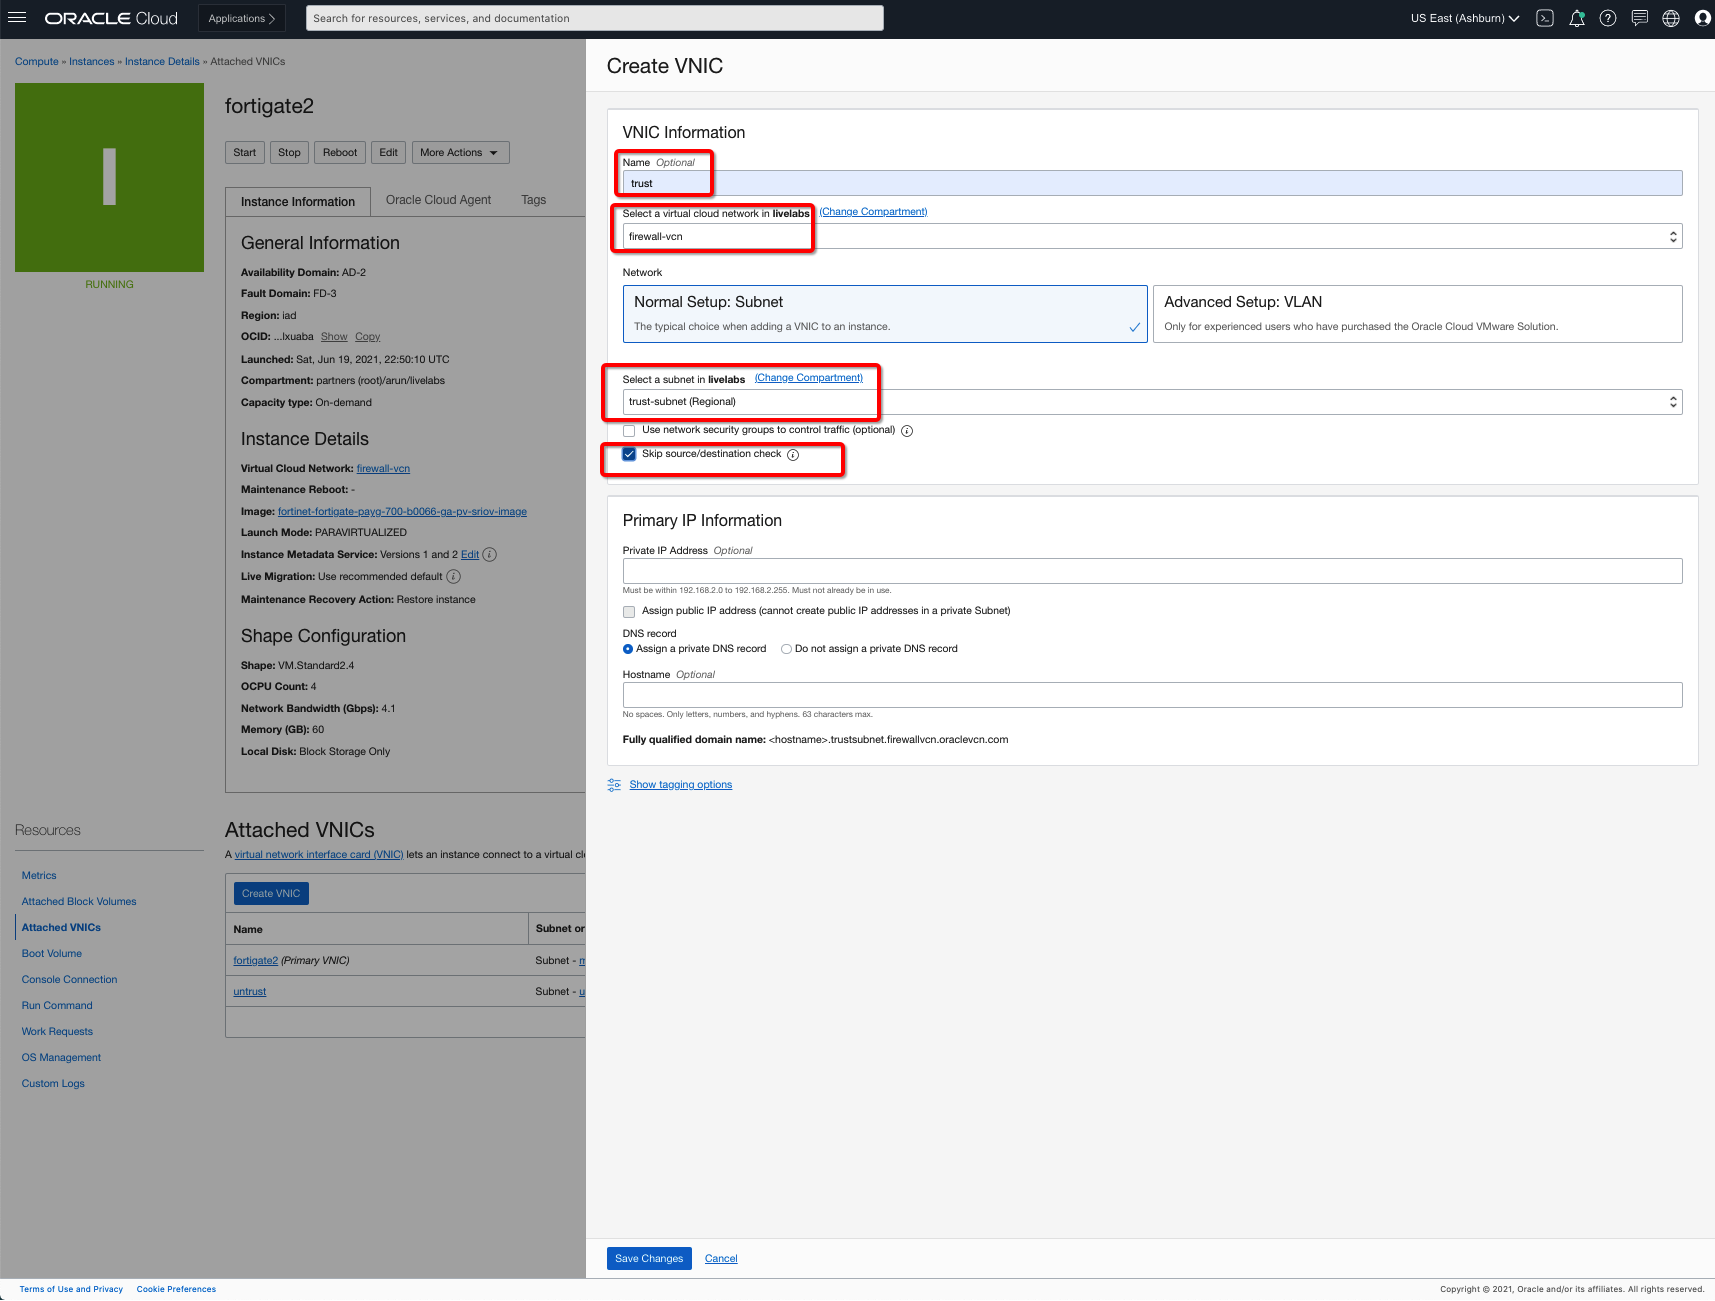 ORACLE Cloud
Applications
Search for resources, services, and documentation
US East (Ashburn)
Compute » Instances » Instance Details » Attached VNICs
I
RUNNING
fortigate2
Start Stop Reboot Edit More Actions
Instance Information Oracle Cloud Agent Tags
General Information
Availability Domain: AD-2
Fault Domain: FD-3
Region: iad
OCID: ...lxuaba Show Copy
Launched: Sat, Jun 19, 2021, 22:50:10 UTC
Compartment: partners (root)/arun/livelabs
Capacity type: On-demand
Instance Details
Virtual Cloud Network: firewall-vcn
Maintenance Reboot: -
Image: fortinet-fortigate-payg-700-b0066-ga-pv-sriov-image
Launch Mode: PARAVIRTUALIZED
Instance Metadata Service: Versions 1 and 2 Edit
Live Migration: Use recommended default
Maintenance Recovery Action: Restore instance
Shape Configuration
Shape: VM.Standard2.4
OCPU Count: 4
Network Bandwidth (Gbps): 4.1
Memory (GB): 60
Local Disk: Block Storage Only
Resources
Metrics
Attached Block Volumes
Attached VNICs
Boot Volume
Console Connection
Run Command
Work Requests
OS Management
Custom Logs
Attached VNICs
A virtual network interface card (VNIC) lets an instance connect to a virtual cl
Create VNIC
Name Subnet or
fortigate2 (Primary VNIC) Subnet - m
untrust Subnet - u
Create VNIC
VNIC Information
Name Optional
trust
Select a virtual cloud network in livelabs (Change Compartment)
firewall-vcn
Network
Normal Setup: Subnet
The typical choice when adding a VNIC to an instance.
Advanced Setup: VLAN
Only for experienced users who have purchased the Oracle Cloud VMware Solution.
Select a subnet in livelabs (Change Compartment)
trust-subnet (Regional)
Use network security groups to control traffic (optional)
Skip source/destination check
Primary IP Information
Private IP Address Optional
Must be within 192.168.2.0 to 192.168.2.255. Must not already be in use.
Assign public IP address (cannot create public IP addresses in a private Subnet)
DNS record
Assign a private DNS record Do not assign a private DNS record
Hostname Optional
No spaces. Only letters, numbers, and hyphens. 63 characters max.
Fully qualified domain name: <hostname>.trustsubnet.firewallvcn.oraclevcn.com
Show tagging options
Save Changes Cancel
Terms of Use and Privacy Cookie Preferences
Copyright © 2021, Oracle and/or its affiliates. All rights reserved.